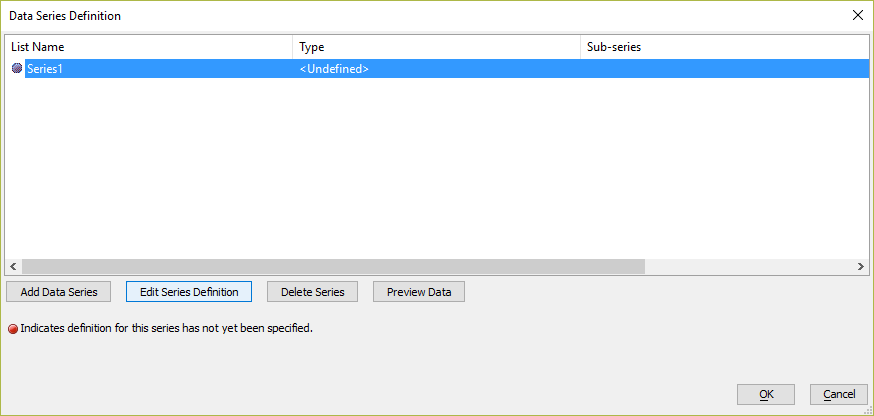 Data Series Definition
List Name Type Sub-series
Series1 <Undefined>
Add Data Series Edit Series Definition Delete Series Preview Data
Indicates definition for this series has not yet been specified.
OK Cancel